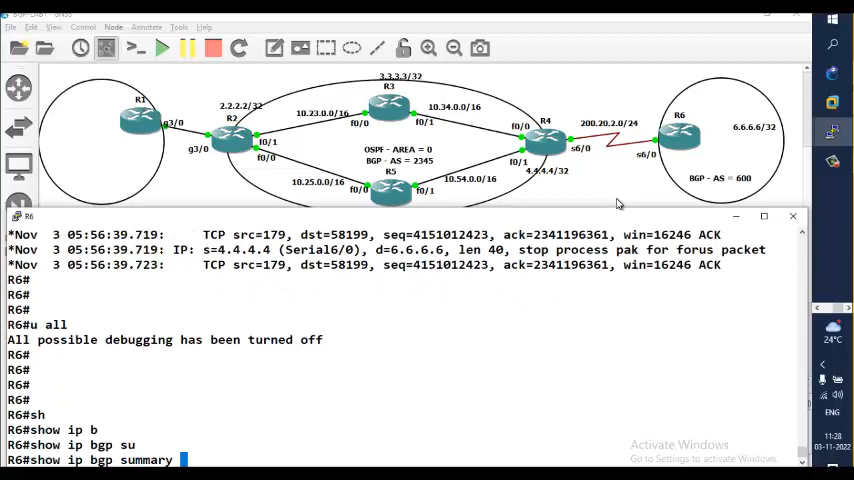 File Edit View Control Node Annotate Tools Help
3.3.3.3/32
R3
R1
2.2.2.2/32
10.23.0.0/16
10.34.0.0/16
200.20.2.0/24
R6
g3/0
R2
f0/0
f0/0
R4
6.6.6.6/32
g3/0
f0/1
OSPF - AREA = 0
s6/0
s6/0
f0/0
BGP - AS = 2345
f0/1
R5
4.4.4.4/32
10.25.0.0/16
10.54.0.0/16
BGP - AS = 600
f0/0
f0/1
R6
*Nov 3 05:56:39.719: TCP src=179, dst=58199, seq=4151012423, ack=2341196361, win=16246 ACK
*Nov 3 05:56:39.719: IP: s=4.4.4.4 (Serial6/0), d=6.6.6.6, len 40, stop process pak for forus packet
*Nov 3 05:56:39.723: TCP src=179, dst=58199, seq=4151012423, ack=2341196361, win=16246 ACK
R6#
R6#
R6#
R6#u all
All possible debugging has been turned off
R6#
R6#
R6#
R6#
R6#sh
R6#show ip b
R6#show ip bgp su
R6#show ip bgp summary
Activate Windows
Go to Settings to activate Windows.
24°C
ENG
11:28
03-11-2022